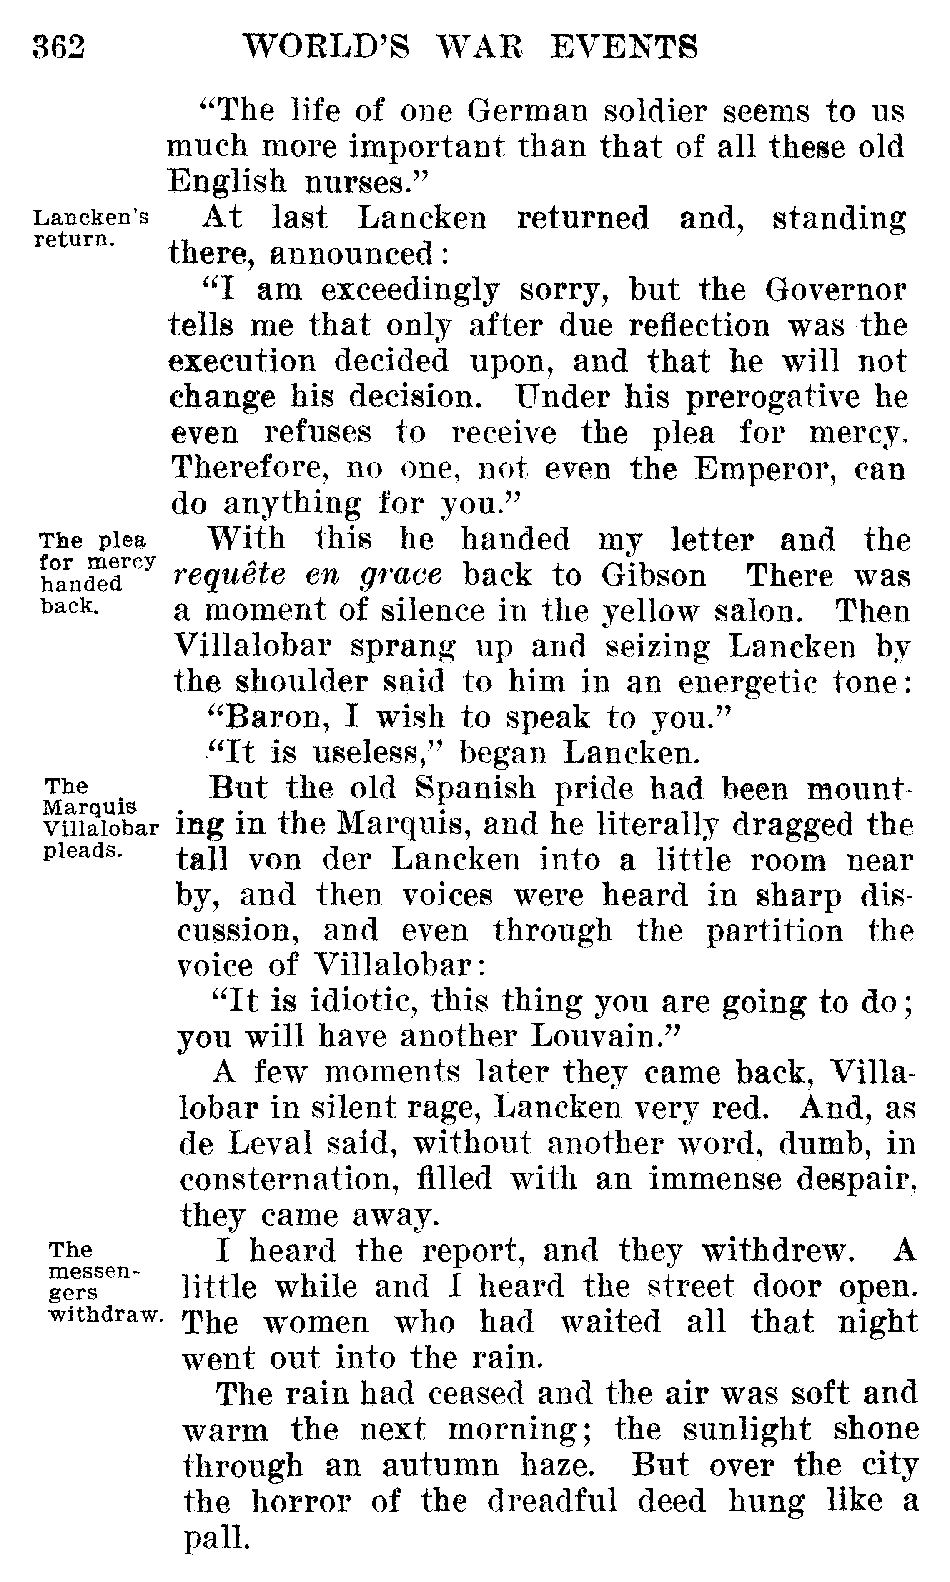 362 WORLD'S WAR EVENTS
“The life of one German soldier seems to us
much more important than that of all these old
English nurses.”
Lancken's
return.
At last Lancken returned and, standing
there, announced:
“I am exceedingly sorry, but the Governor
tells me that only after due reflection was the
execution decided upon, and that he will not
change his decision. Under his prerogative he
even refuses to receive the plea for mercy.
Therefore, no one, not even the Emperor, can
do anything for you.”
The plea
for mercy
handed
back.
With this he handed my letter and the
requête en grace back to Gibson There was
a moment of silence in the yellow salon. Then
Villalobar sprang up and seizing Lancken by
the shoulder said to him in an energetic tone:
“Baron, I wish to speak to you.”
“It is useless,” began Lancken.
The
Marquis
Villalobar
pleads.
But the old Spanish pride had been mount-
ing in the Marquis, and he literally dragged the
tall von der Lancken into a little room near
by, and then voices were heard in sharp dis-
cussion, and even through the partition the
voice of Villalobar:
“It is idiotic, this thing you are going to do;
you will have another Louvain.”
A few moments later they came back, Villa-
lobar in silent rage, Lancken very red. And, as
de Leval said, without another word, dumb, in
consternation, filled with an immense despair,
they came away.
The
messen-
gers
withdraw.
I heard the report, and they withdrew. A
little while and I heard the street door open.
The women who had waited all that night
went out into the rain.
The rain had ceased and the air was soft and
warm the next morning; the sunlight shone
through an autumn haze. But over the city
the horror of the dreadful deed hung like a
pall.